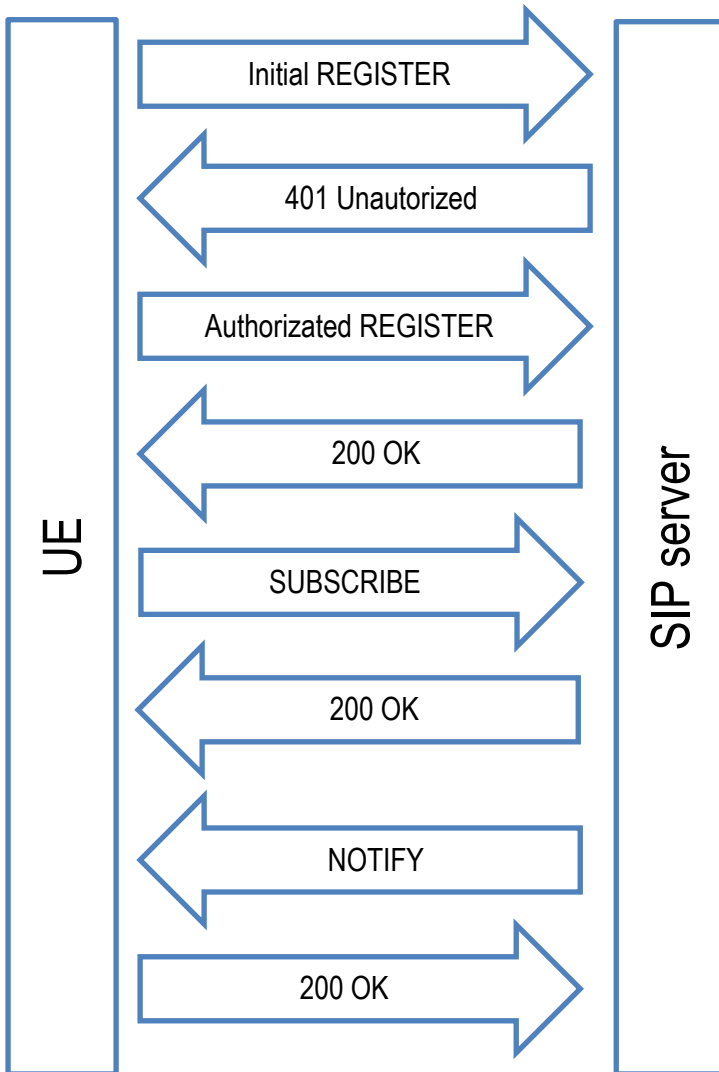 Initial REGISTER
401 Unautorized
Authorizated REGISTER
200 OK
UE
SIP server
SUBSCRIBE
200 OK
NOTIFY
200 OK